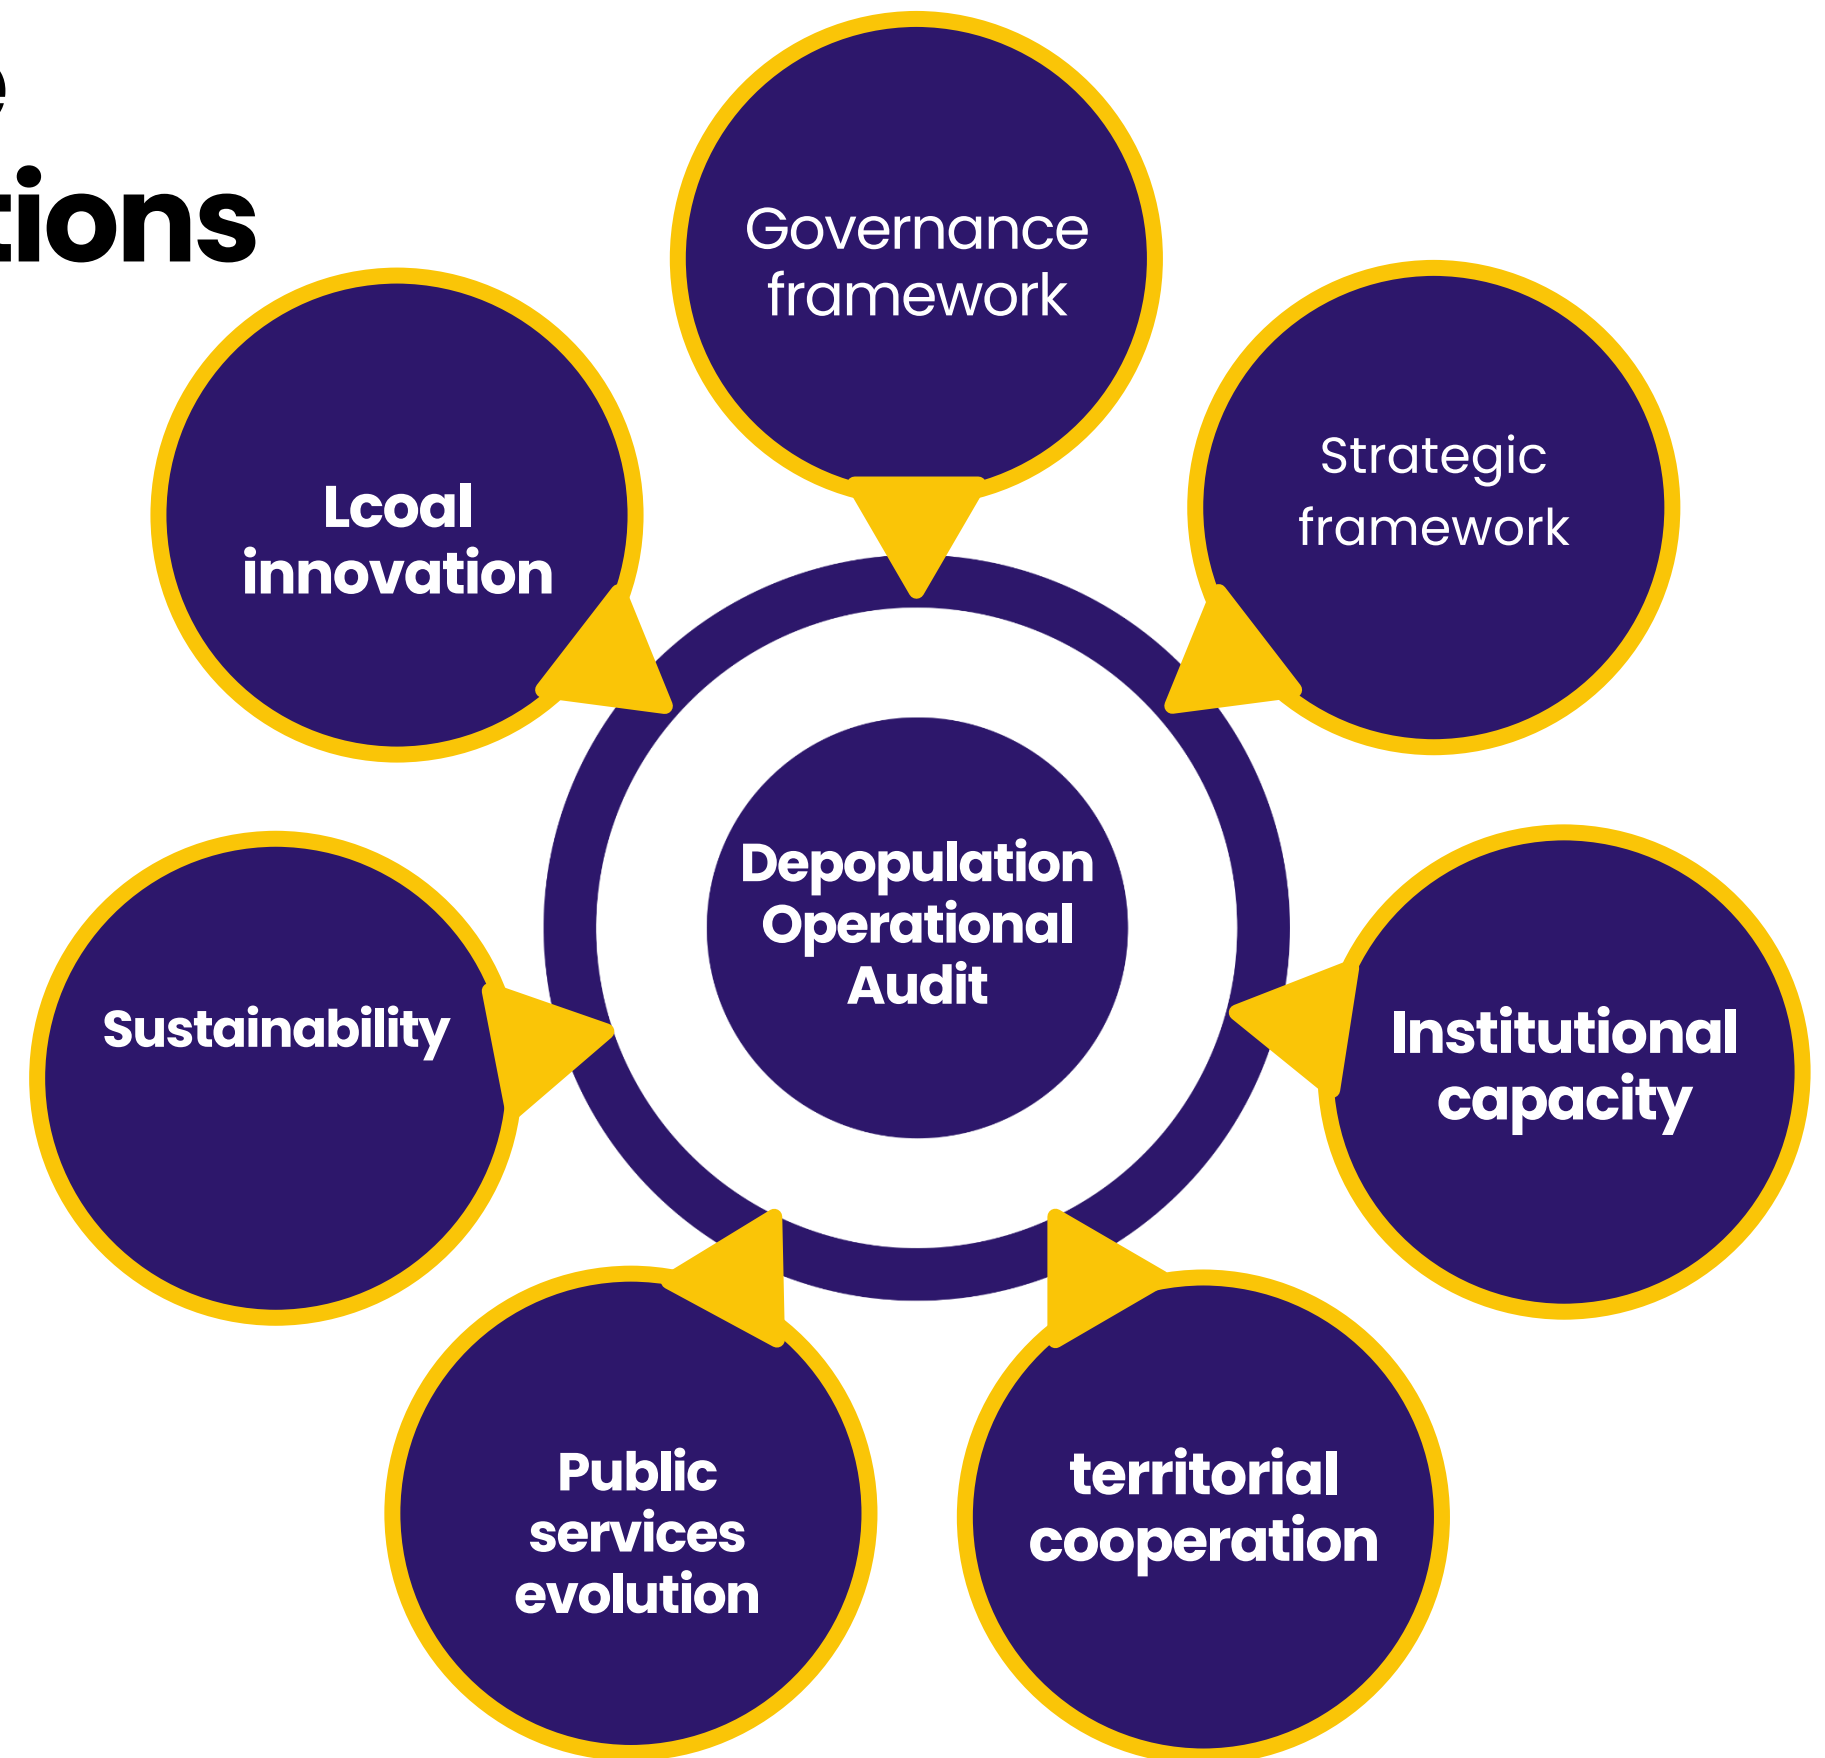 e
tions
Governance
framework
Strategic
framework
Lcoal
innovation
Depopulation
Operational
Audit
Sustainability
Institutional
capacity
Public
services
evolution
territorial
cooperation